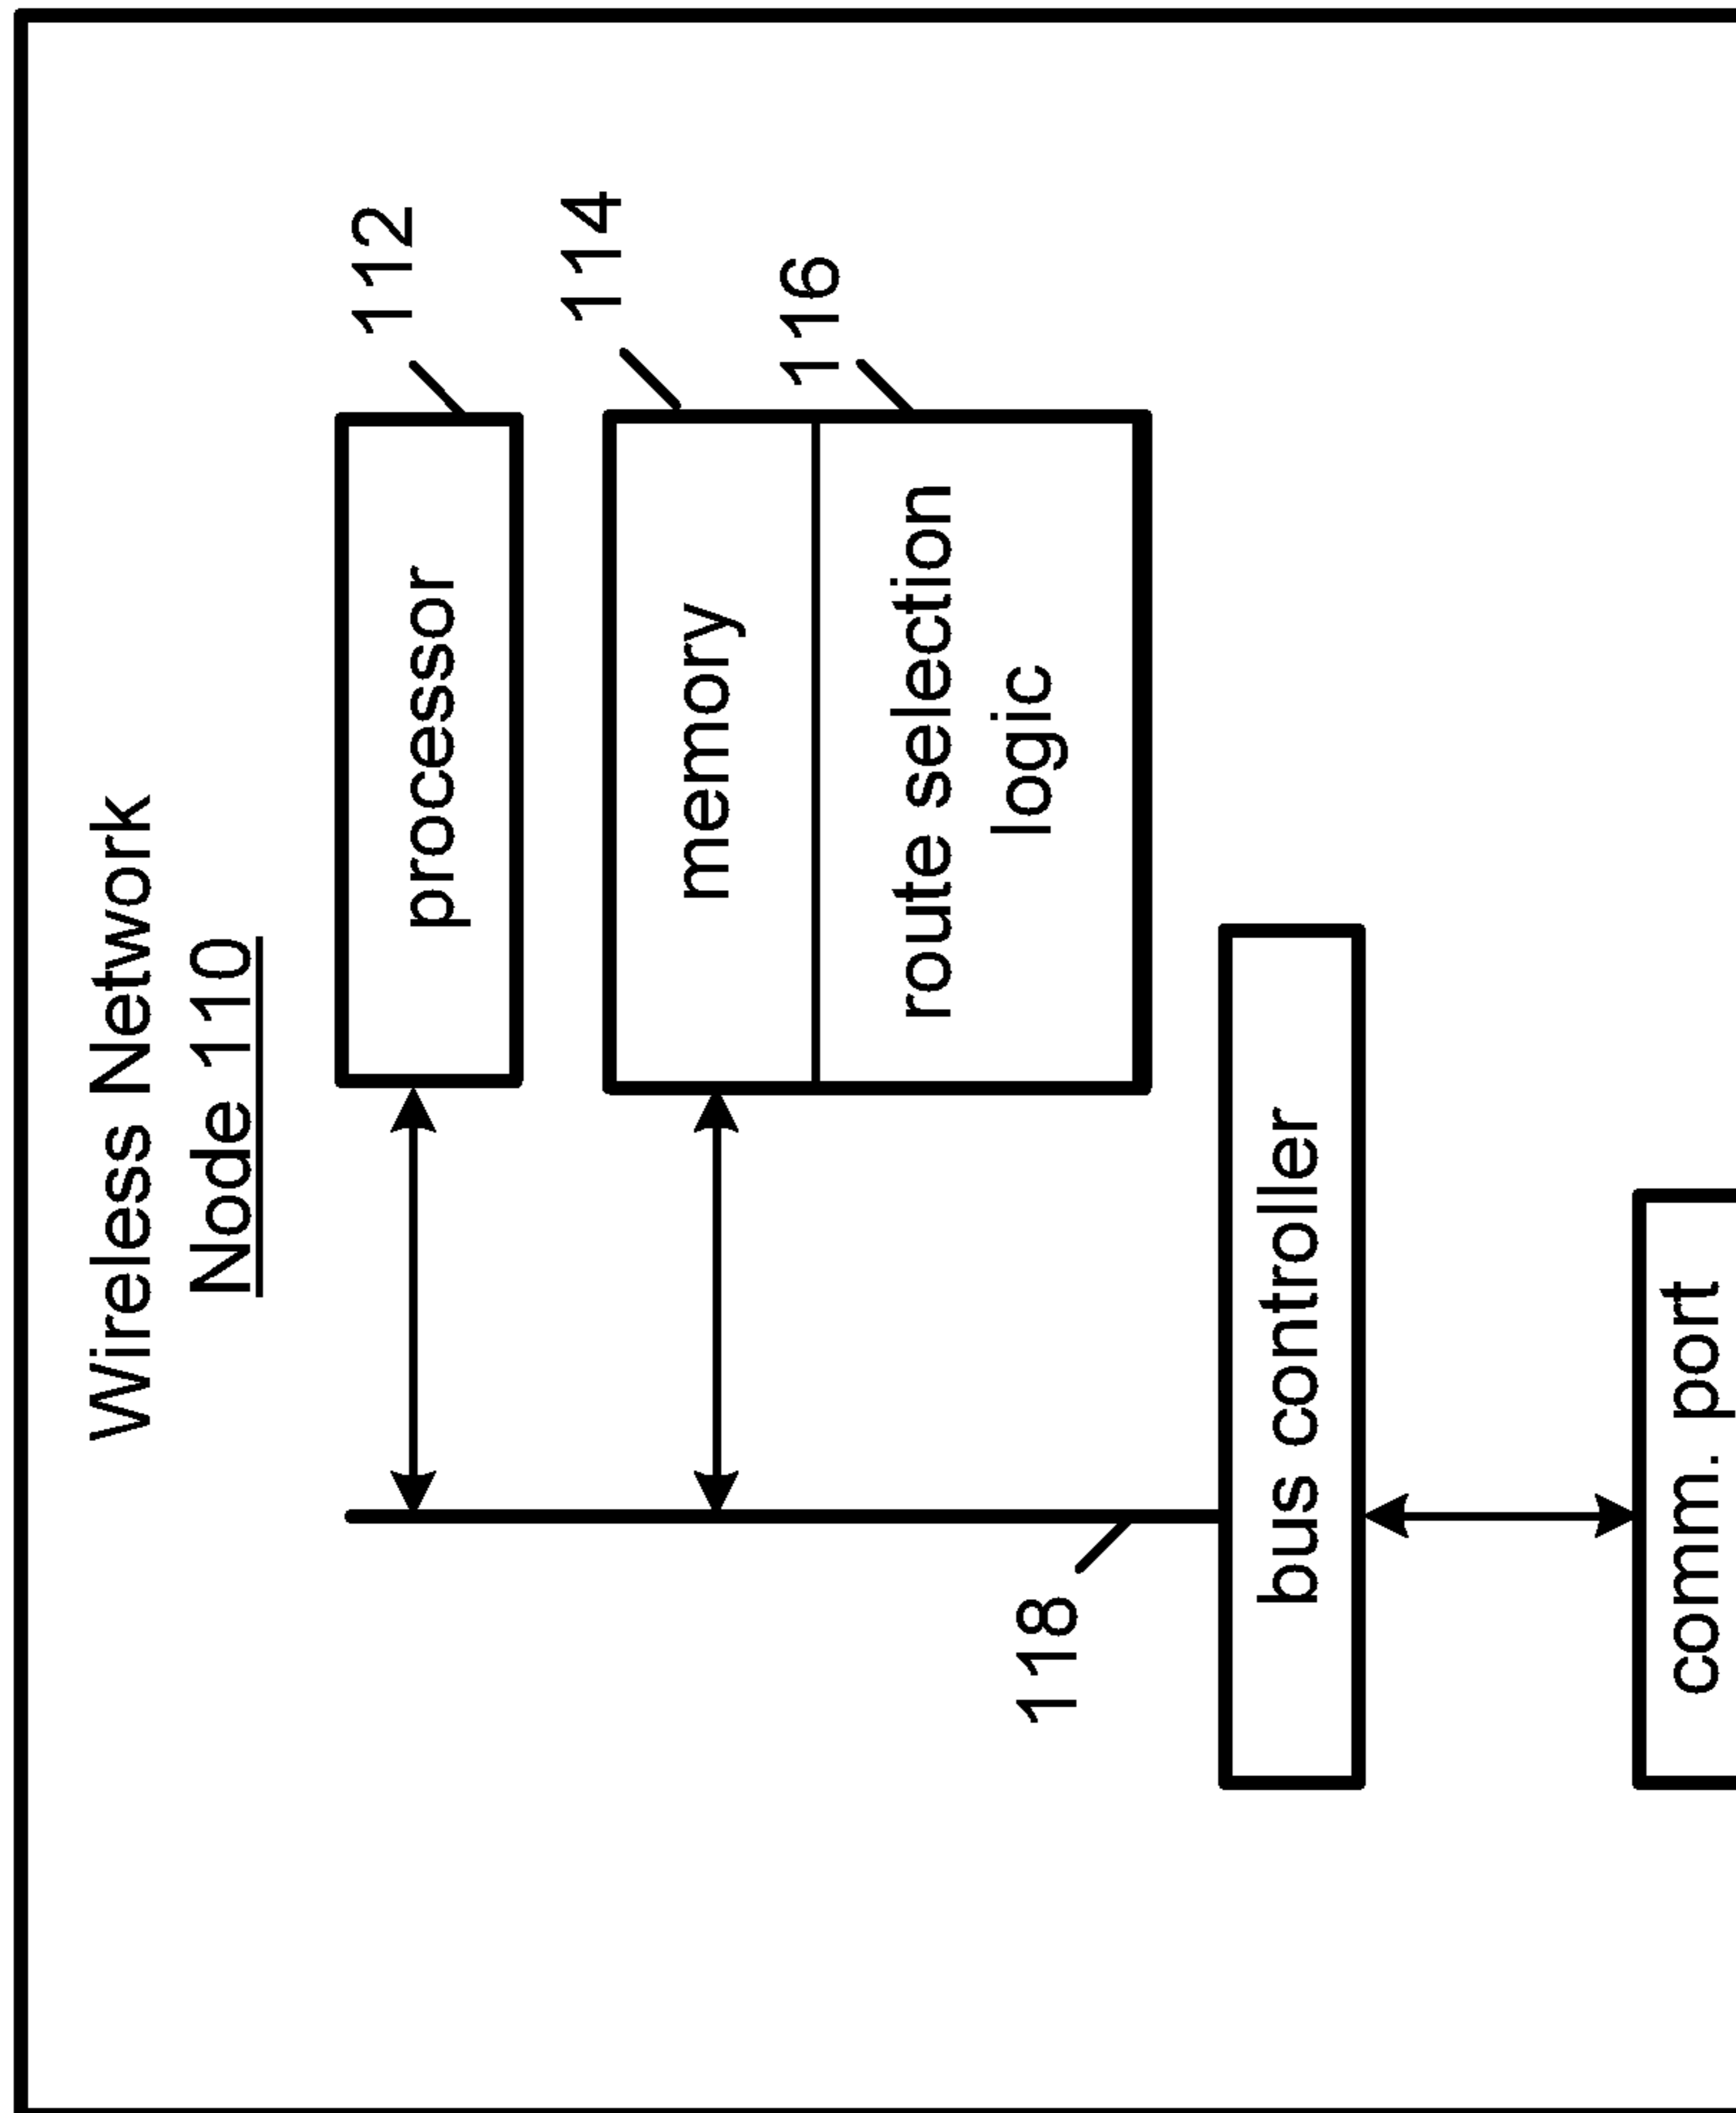 Wireless Network
Node 110
112
processor
114
memory
116
route selection
logic
118
bus controller
comm. port